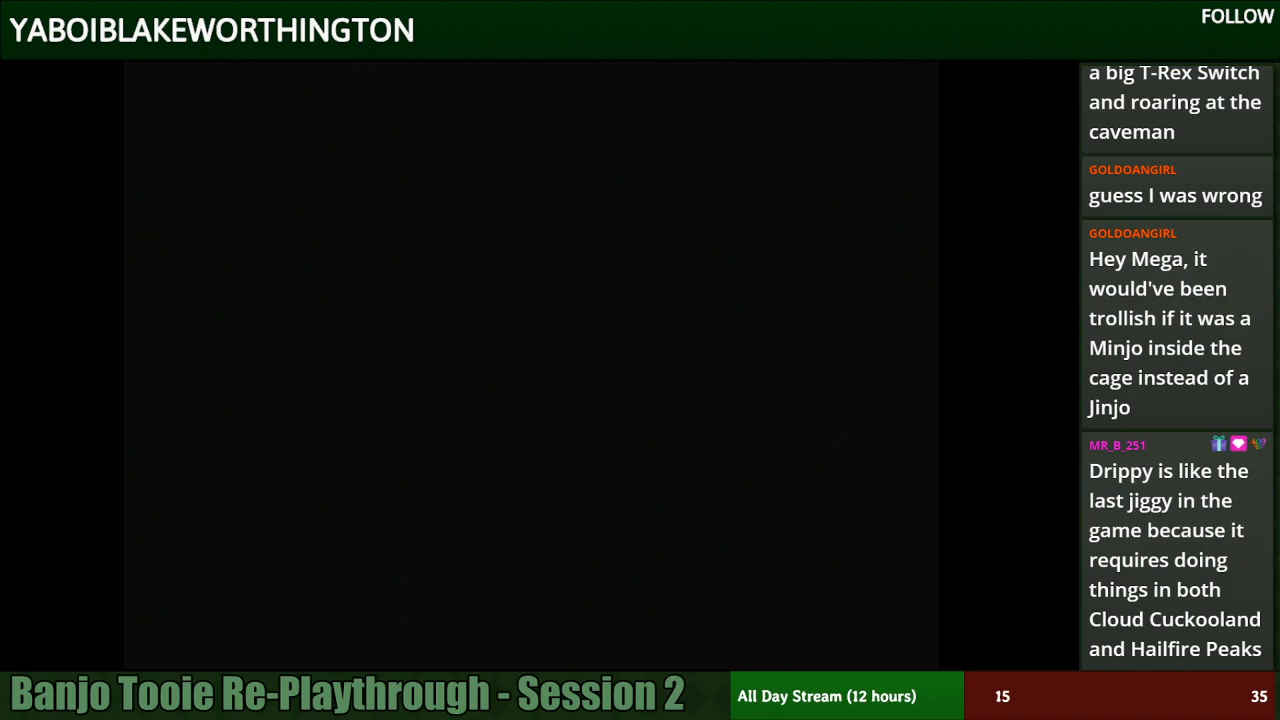 YABOIBLAKEWORTHINGTON
FOLLOW
a big T-Rex Switch
and roaring at the
caveman
GOLDOANGIRL
guess I was wrong
GOLDOANGIRL
Hey Mega, it
would've been
trollish if it was a
Minjo inside the
cage instead of a
Jinjo
MR_B_251
Drippy is like the
last jiggy in the
game because it
requires doing
things in both
Cloud Cuckooland
and Hailfire Peaks
Banjo Tooie Re-Playthrough - Session 2
All Day Stream (12 hours)
15
35